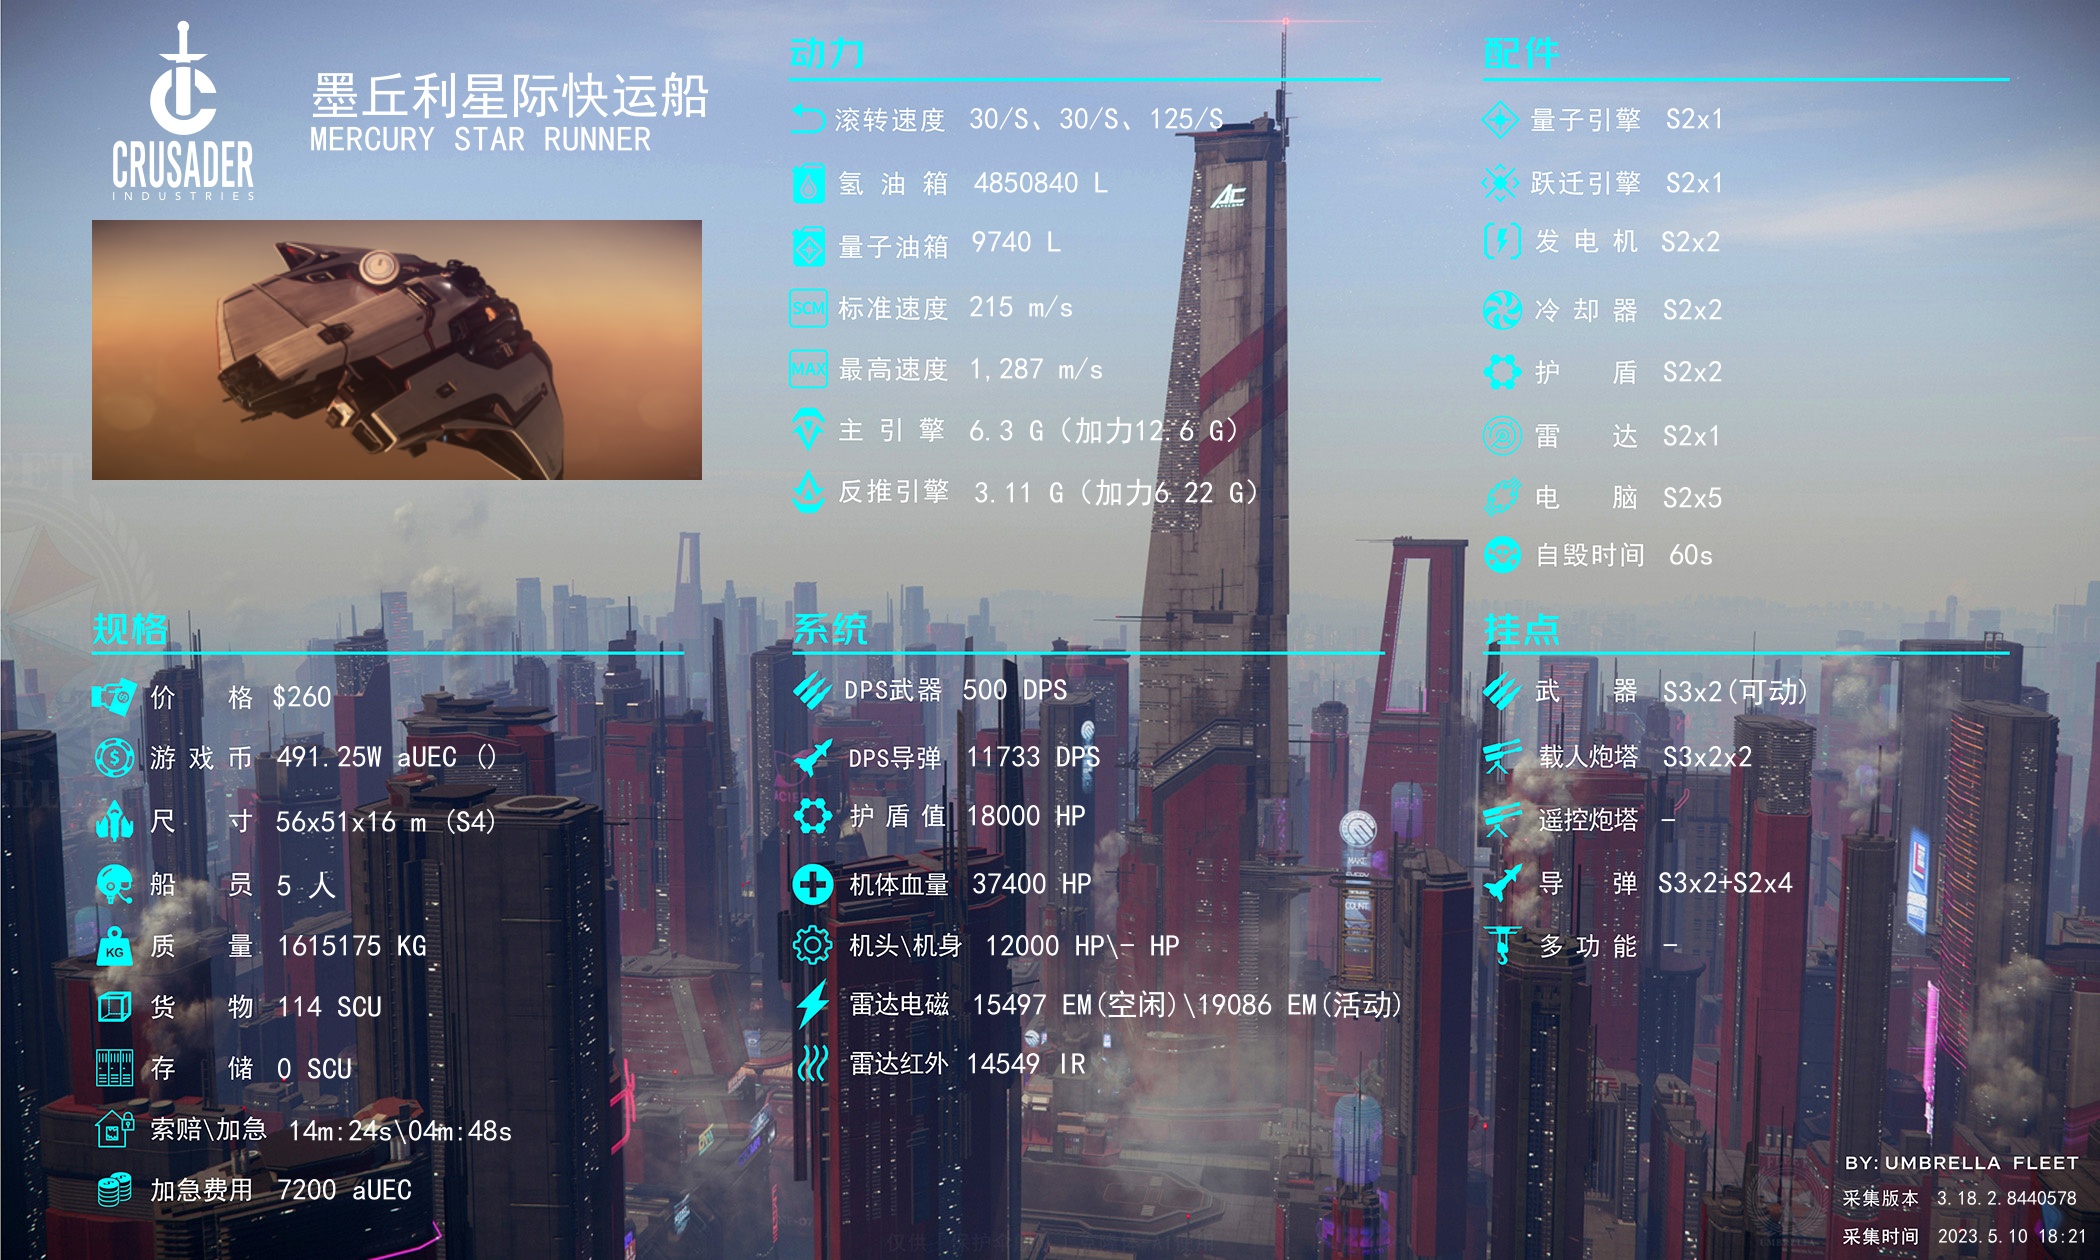 CRUSADER
INDUSTRIES
墨丘利星际快运船
MERCURY STAR RUNNER
动力
滚转速度 30/S、30/S、125/S
氢油箱 4850840 L
量子油箱 9740 L
SCM 标准速度 215 m/s
MAX 最高速度 1,287 m/s
主引擎 6.3 G（加力12.6 G）
反推引擎 3.11 G（加力6.22 G）
配件
量子引擎 S2x1
跃迁引擎 S2x1
发电机 S2x2
冷却器 S2x2
护盾 S2x2
雷达 S2x1
电脑 S2x5
自毁时间 60s
规格
价格 $260
游戏币 491.25W aUEC ()
尺寸 56x51x16 m (S4)
船员 5 人
KG 质量 1615175 KG
货物 114 SCU
存储 0 SCU
索赔\加急 14m:24s\04m:48s
加急费用 7200 aUEC
系统
DPS武器 500 DPS
DPS导弹 11733 DPS
护盾值 18000 HP
机体血量 37400 HP
机头\机身 12000 HP\- HP
雷达电磁 15497 EM(空闲)\19086 EM(活动)
雷达红外 14549 IR
挂点
武器 S3x2(可动)
载人炮塔 S3x2x2
遥控炮塔 -
导弹 S3x2+S2x4
多功能 -
AC
MAKE
EVERY
COUNT
BY: UMBRELLA FLEET
采集版本 3.18.2.8440578
采集时间 2023.5.10 18:21